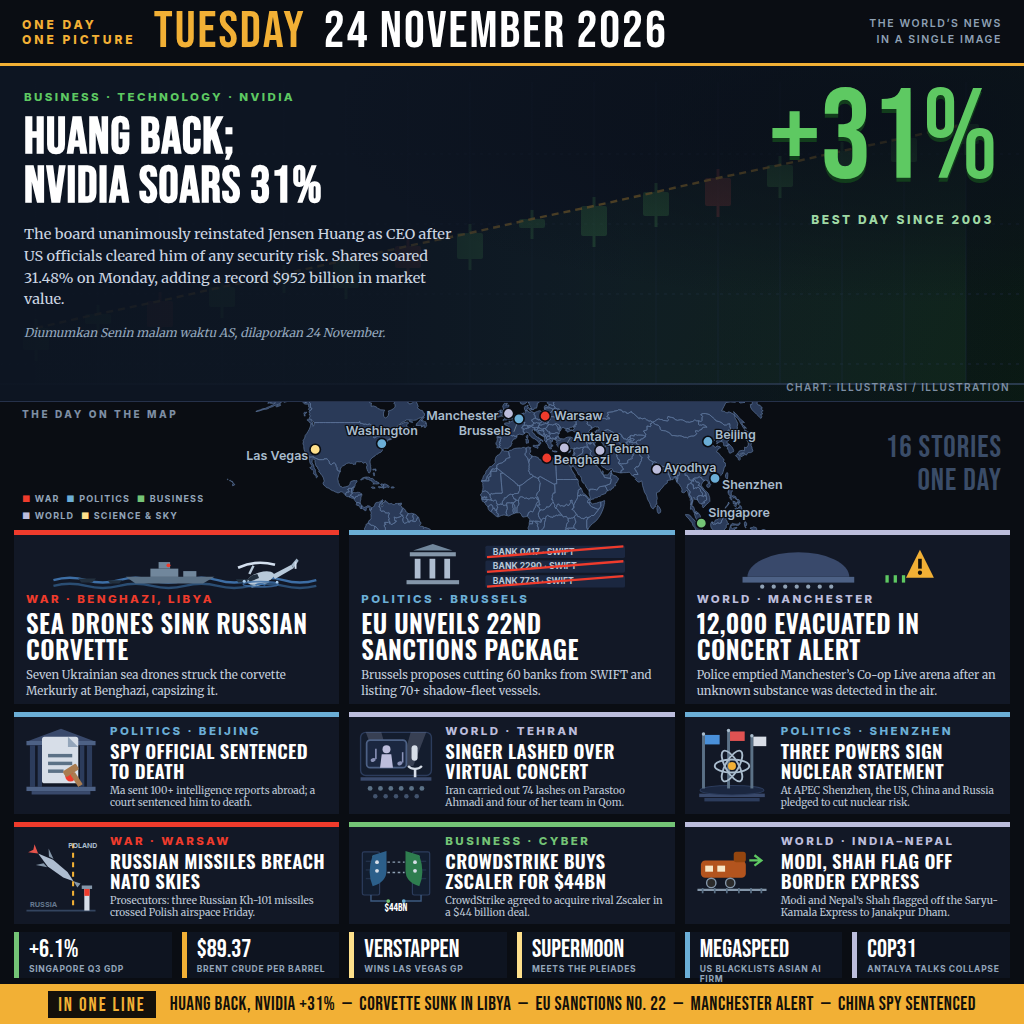 ONE DAY
ONE PICTURE
TUESDAY 24 NOVEMBER 2026
THE WORLD'S NEWS
IN A SINGLE IMAGE
BUSINESS · TECHNOLOGY · NVIDIA
HUANG BACK;
NVIDIA SOARS 31%
The board unanimously reinstated Jensen Huang as CEO after
US officials cleared him of any security risk. Shares soared
31.48% on Monday, adding a record $952 billion in market
value.
Diumumkan Senin malam waktu AS, dilaporkan 24 November.
+31%
BEST DAY SINCE 2003
CHART: ILLUSTRASI / ILLUSTRATION
THE DAY ON THE MAP
Manchester
Warsaw
Washington
Brussels
Antalya
Beijing
Las Vegas
Tehran
Benghazi
Ayodhya
Shenzhen
Singapore
16 STORIES
ONE DAY
WAR POLITICS BUSINESS
WORLD SCIENCE & SKY
WAR · BENGHAZI, LIBYA
SEA DRONES SINK RUSSIAN
CORVETTE
Seven Ukrainian sea drones struck the corvette
Merkuriy at Benghazi, capsizing it.
BANK 0417 · SWIFT
BANK 2290 · SWIFT
BANK 7731 · SWIFT
POLITICS · BRUSSELS
EU UNVEILS 22ND
SANCTIONS PACKAGE
Brussels proposes cutting 60 banks from SWIFT and
listing 70+ shadow-fleet vessels.
WORLD · MANCHESTER
12,000 EVACUATED IN
CONCERT ALERT
Police emptied Manchester's Co-op Live arena after an
unknown substance was detected in the air.
POLITICS · BEIJING
SPY OFFICIAL SENTENCED
TO DEATH
Ma sent 100+ intelligence reports abroad; a
court sentenced him to death.
WORLD · TEHRAN
SINGER LASHED OVER
VIRTUAL CONCERT
Iran carried out 74 lashes on Parastoo
Ahmadi and four of her team in Qom.
POLITICS · SHENZHEN
THREE POWERS SIGN
NUCLEAR STATEMENT
At APEC Shenzhen, the US, China and Russia
pledged to cut nuclear risk.
POLAND
RUSSIA
WAR · WARSAW
RUSSIAN MISSILES BREACH
NATO SKIES
Prosecutors: three Russian Kh-101 missiles
crossed Polish airspace Friday.
$44BN
BUSINESS · CYBER
CROWDSTRIKE BUYS
ZSCALER FOR $44BN
CrowdStrike agreed to acquire rival Zscaler in
a $44 billion deal.
WORLD · INDIA–NEPAL
MODI, SHAH FLAG OFF
BORDER EXPRESS
Modi and Nepal's Shah flagged off the Saryu-
Kamala Express to Janakpur Dham.
+6.1%
SINGAPORE Q3 GDP
$89.37
BRENT CRUDE PER BARREL
VERSTAPPEN
WINS LAS VEGAS GP
SUPERMOON
MEETS THE PLEIADES
MEGASPEED
US BLACKLISTS ASIAN AI
FIRM
COP31
ANTALYA TALKS COLLAPSE
IN ONE LINE
HUANG BACK, NVIDIA +31% — CORVETTE SUNK IN LIBYA — EU SANCTIONS NO. 22 — MANCHESTER ALERT — CHINA SPY SENTENCED